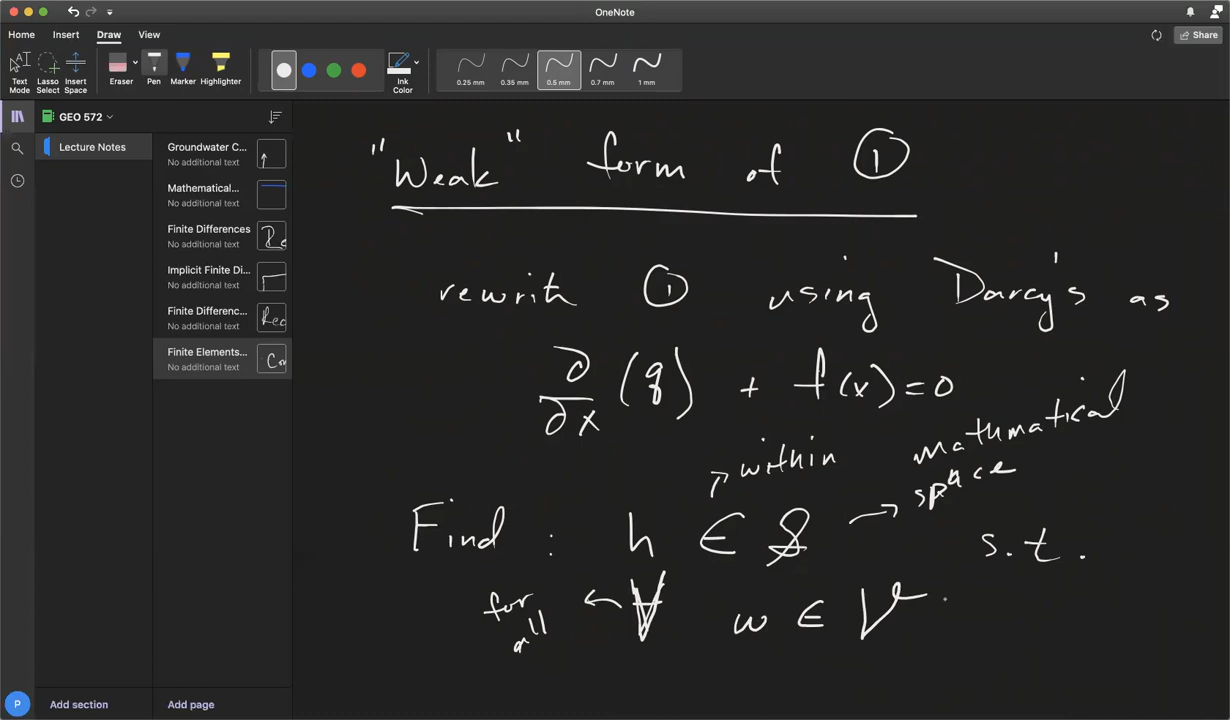 OneNote
Home Insert Draw View
Share
Text Mode
Lasso Select
Insert Space
Eraser
Pen
Marker
Highlighter
Ink Color
0.25 mm 0.35 mm 0.5 mm 0.7 mm 1 mm
GEO 572
Lecture Notes
Groundwater C...
No additional text
Mathematical...
No additional text
Finite Differences
No additional text
Implicit Finite Di...
No additional text
Finite Differenc...
No additional text
Finite Elements...
No additional text
"Weak" form of ①
rewrit ① using Darcy's as
∂/∂x (q) + f(x) = 0
→ within
mathmatical
space
Find : h ∈ S → s.t.
for all ← ∀ w ∈ V
P
Add section
Add page